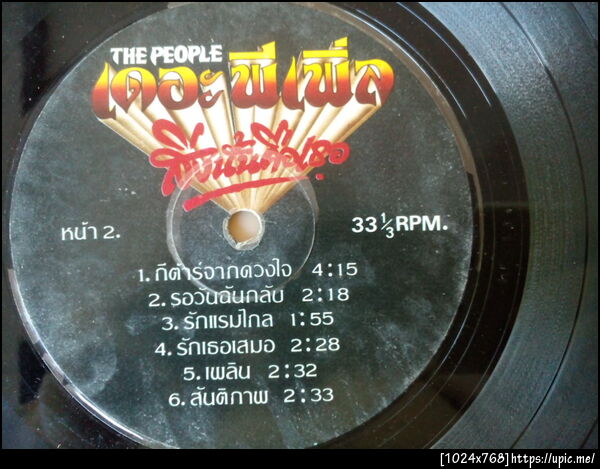 THE PEOPLE
เดอะพีเพิ่ล
หน้า 2.
33 1/3 RPM.
1. กีต้าร์จากดวงใจ 4:15
2. รอวันฉันกลับ 2:18
3. รักแรมไกล 1:55
4. รักเธอเสมอ 2:28
5. เพลิน 2:32
6. สันติภาพ 2:33
[1024x768]https://upic.me/